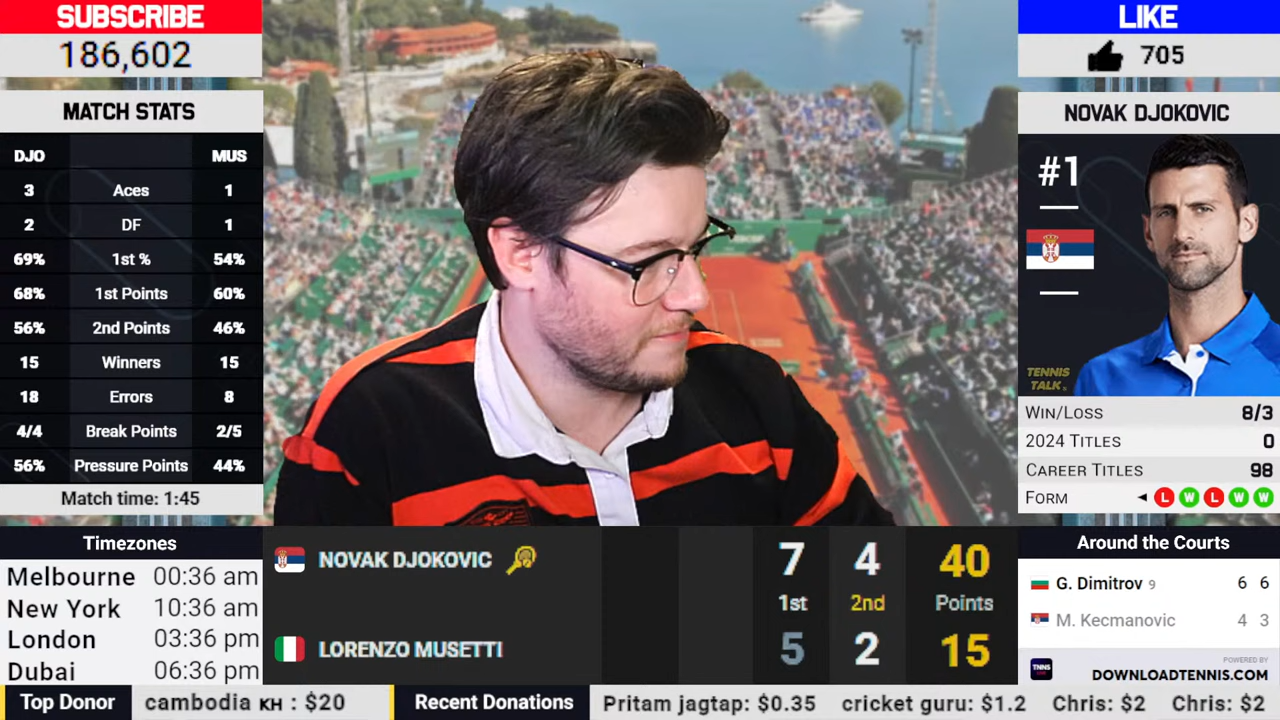 SUBSCRIBE
186,602
MATCH STATS
DJO MUS
3 Aces 1
2 DF 1
69% 1st % 54%
68% 1st Points 60%
56% 2nd Points 46%
15 Winners 15
18 Errors 8
4/4 Break Points 2/5
56% Pressure Points 44%
Match time: 1:45
Timezones
Melbourne 00:36 am
New York 10:36 am
London 03:36 pm
Dubai 06:36 pm
NOVAK DJOKOVIC 7 4 40
1st 2nd Points
LORENZO MUSETTI 5 2 15
LIKE
705
NOVAK DJOKOVIC
#1
TENNIS
TALK
WIN/LOSS 8/3
2024 TITLES 0
CAREER TITLES 98
FORM L W L W W
Around the Courts
G. Dimitrov 9 6 6
M. Kecmanovic 4 3
TNNS
POWERED BY
DOWNLOADTENNIS.COM
Top Donor cambodia KH : $20 Recent Donations Pritam jagtap: $0.35 cricket guru: $1.2 Chris: $2 Chris: $2